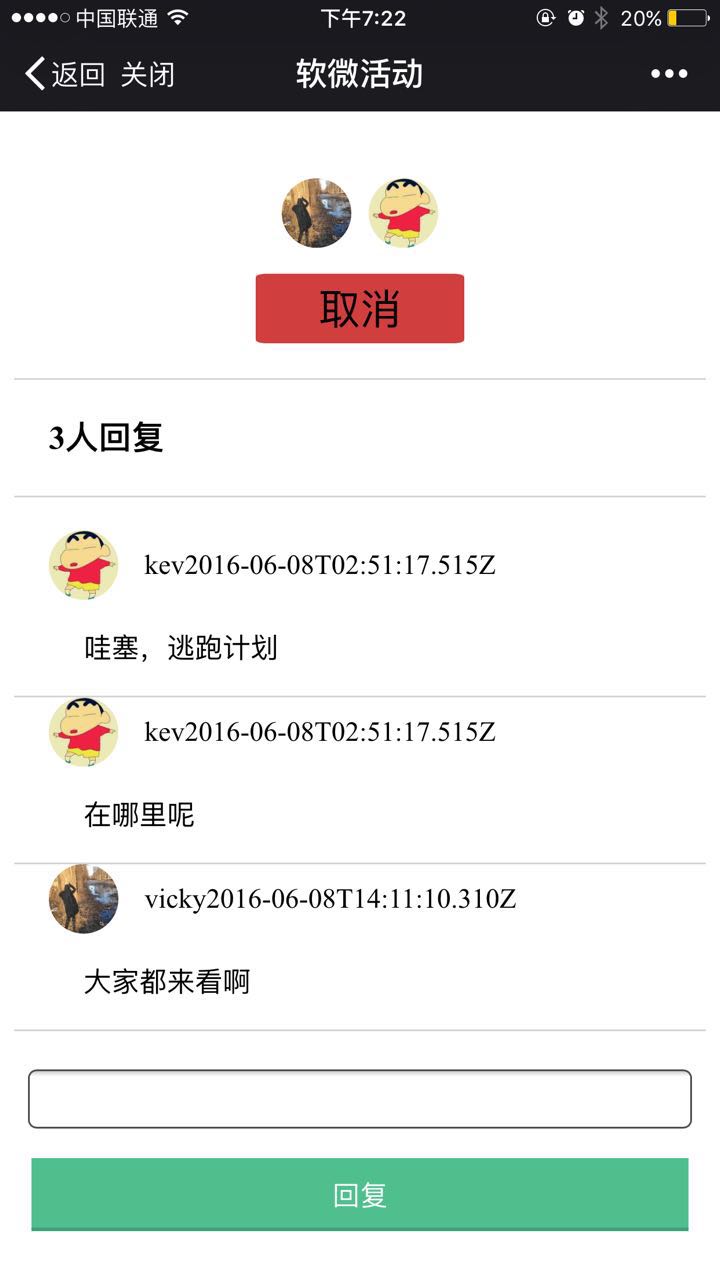 中国联通 下午7:22 20%
返回 关闭 软微活动
取消
3人回复
kev2016-06-08T02:51:17.515Z
哇塞，逃跑计划
kev2016-06-08T02:51:17.515Z
在哪里呢
vicky2016-06-08T14:11:10.310Z
大家都来看啊
回复